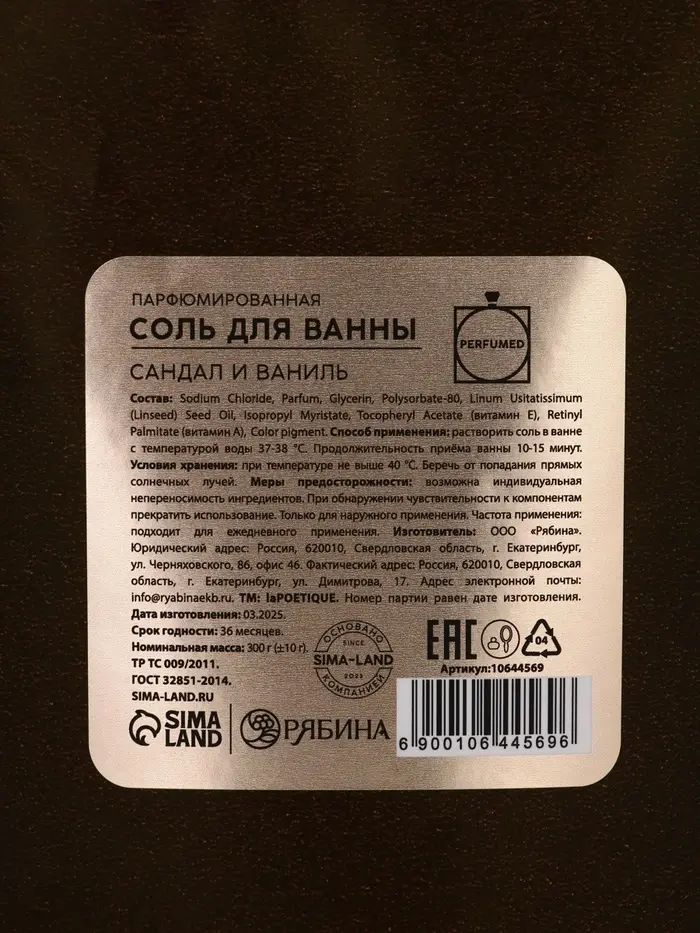 ПАРФЮМИРОВАННАЯ
СОЛЬ ДЛЯ ВАННЫ
САНДАЛ И ВАНИЛЬ
PERFUMED
Состав: Sodium Chloride, Parfum, Glycerin, Polysorbate-80, Linum Usitatissimum
(Linseed) Seed Oil, Isopropyl Myristate, Tocopheryl Acetate (витамин Е), Retinyl
Palmitate (витамин А), Color pigment. Способ применения: растворить соль в ванне
с температурой воды 37-38 °C. Продолжительность приёма ванны 10-15 минут.
Условия хранения: при температуре не выше 40 °C. Беречь от попадания прямых
солнечных лучей. Меры предосторожности: возможна индивидуальная
непереносимость ингредиентов. При обнаружении чувствительности к компонентам
прекратить использование. Только для наружного применения. Частота применения:
подходит для ежедневного применения. Изготовитель: ООО «Рябина».
Юридический адрес: Россия, 620010, Свердловская область, г. Екатеринбург,
ул. Черняховского, 86, офис 46. Фактический адрес: Россия, 620010, Свердловская
область, г. Екатеринбург, ул. Димитрова, 17. Адрес электронной почты:
info@ryabinaekb.ru. ТМ: laPOETIQUE. Номер партии равен дате изготовления.
Дата изготовления: 03.2025.
Срок годности: 36 месяцев.
Номинальная масса: 300 г (±10 г).
ТР ТС 009/2011.
ГОСТ 32851-2014.
SIMA-LAND.RU
ОСНОВАНО
SINCE
SIMA-LAND
2022
КОМПАНИЕЙ
EAC
04
Артикул:10644569
SIMA
LAND
РЯБИНА
6 900106 445696